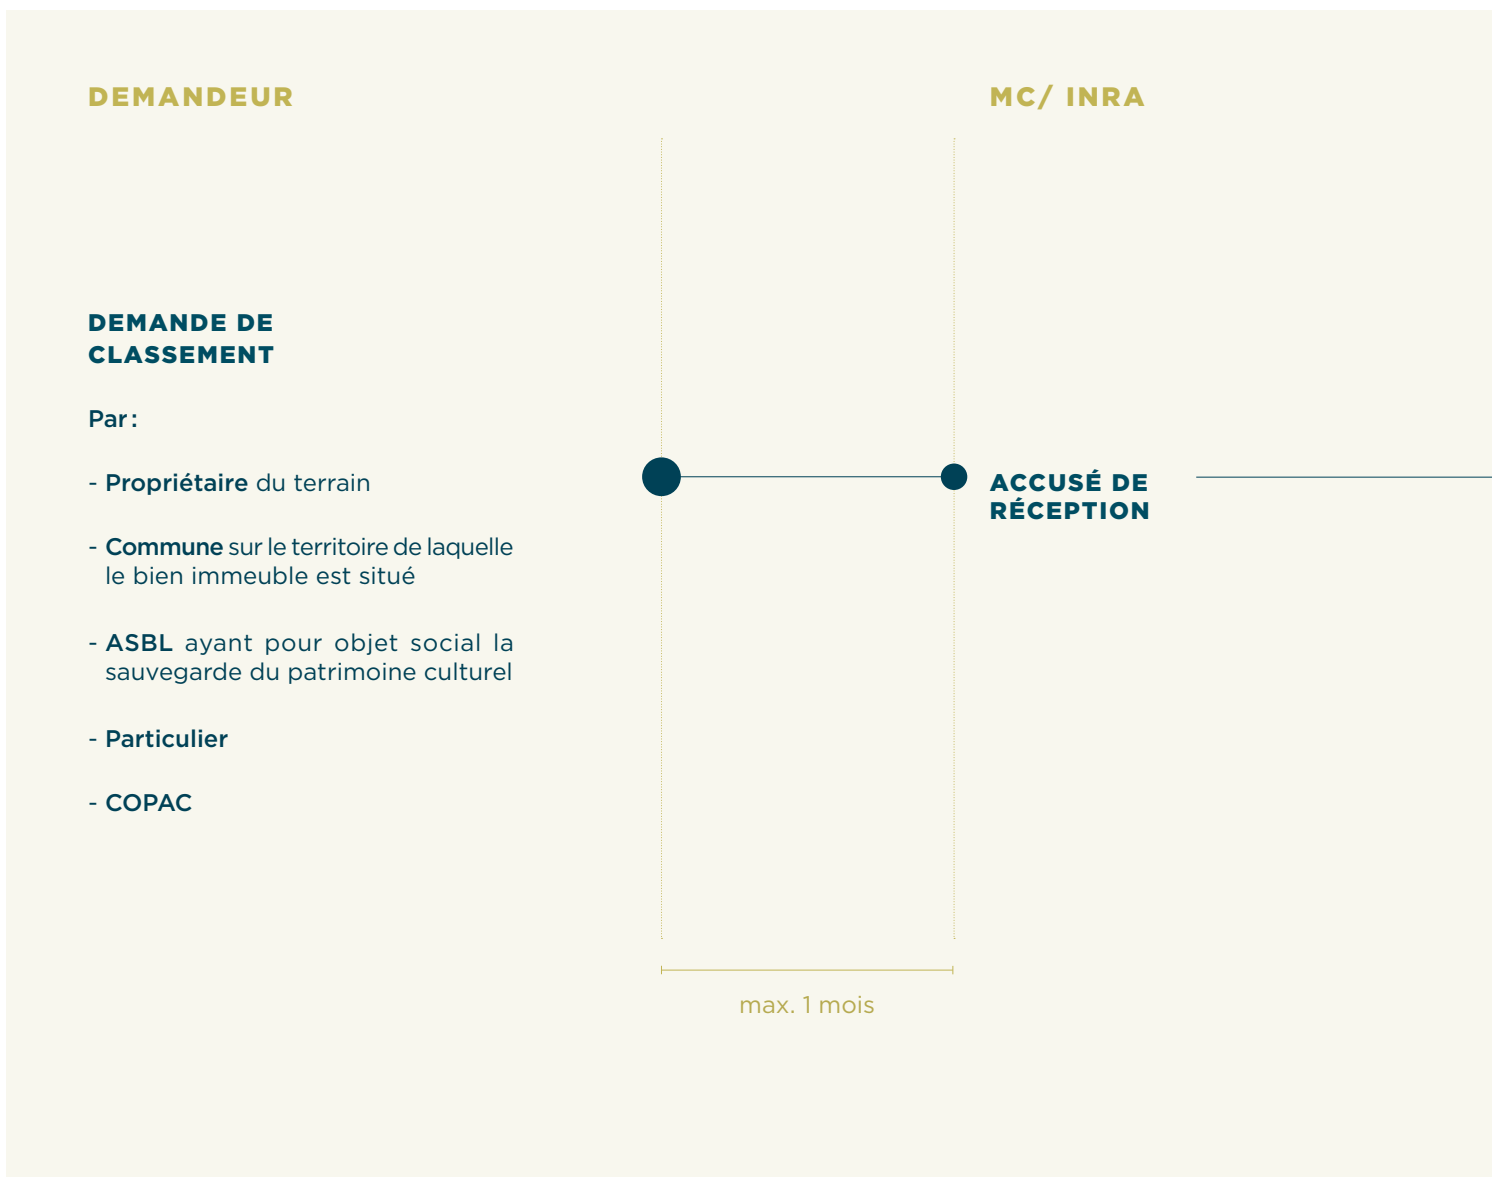 DEMANDEUR
MC/ INRA
DEMANDE DE
CLASSEMENT
Par :
- Propriétaire du terrain
- Commune sur le territoire de laquelle
le bien immeuble est situé
- ASBL ayant pour objet social la
sauvegarde du patrimoine culturel
- Particulier
- COPAC
ACCUSÉ DE
RÉCEPTION
max. 1 mois